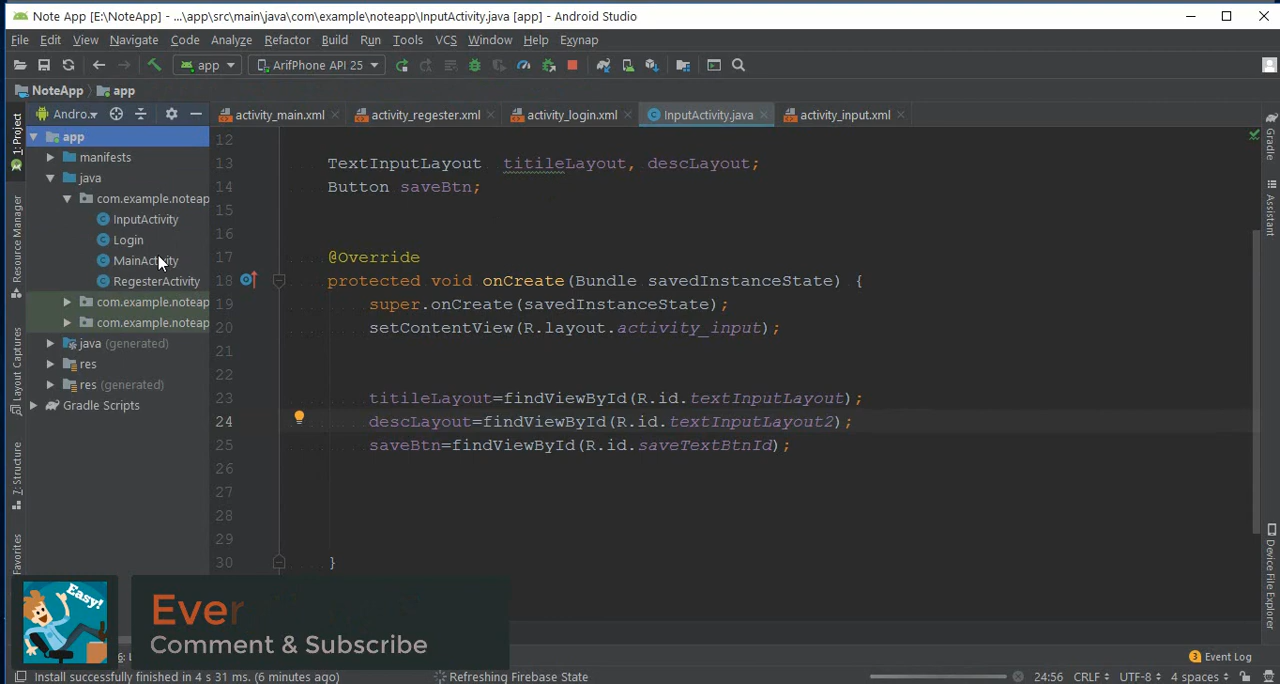 Note App [E:\NoteApp] - ...\app\src\main\java\com\example\noteapp\InputActivity.java [app] - Android Studio
File Edit View Navigate Code Analyze Refactor Build Run Tools VCS Window Help Exynap
app ArifPhone API 25
NoteApp app
Andro..
activity_main.xml activity_regester.xml activity_login.xml InputActivity.java activity_input.xml
1: Project
Resource Manager
Layout Captures
7: Structure
Favorites
app
manifests
java
com.example.noteap
InputActivity
Login
MainActivity
RegesterActivity
com.example.noteap
com.example.noteap
java (generated)
res
res (generated)
Gradle Scripts
12
13 TextInputLayout titileLayout, descLayout;
14 Button saveBtn;
15
16
17 @Override
18 protected void onCreate(Bundle savedInstanceState) {
19 super.onCreate(savedInstanceState);
20 setContentView(R.layout.activity_input);
21
22
23 titileLayout=findViewById(R.id.textInputLayout);
24 descLayout=findViewById(R.id.textInputLayout2);
25 saveBtn=findViewById(R.id.saveTextBtnId);
26
27
28
29
30 }
Gradle
Assistant
Device File Explorer
Easy!
Ever
Comment & Subscribe
3 Event Log
Install successfully finished in 4 s 31 ms. (6 minutes ago) Refreshing Firebase State 24:56 CRLF UTF-8 4 spaces